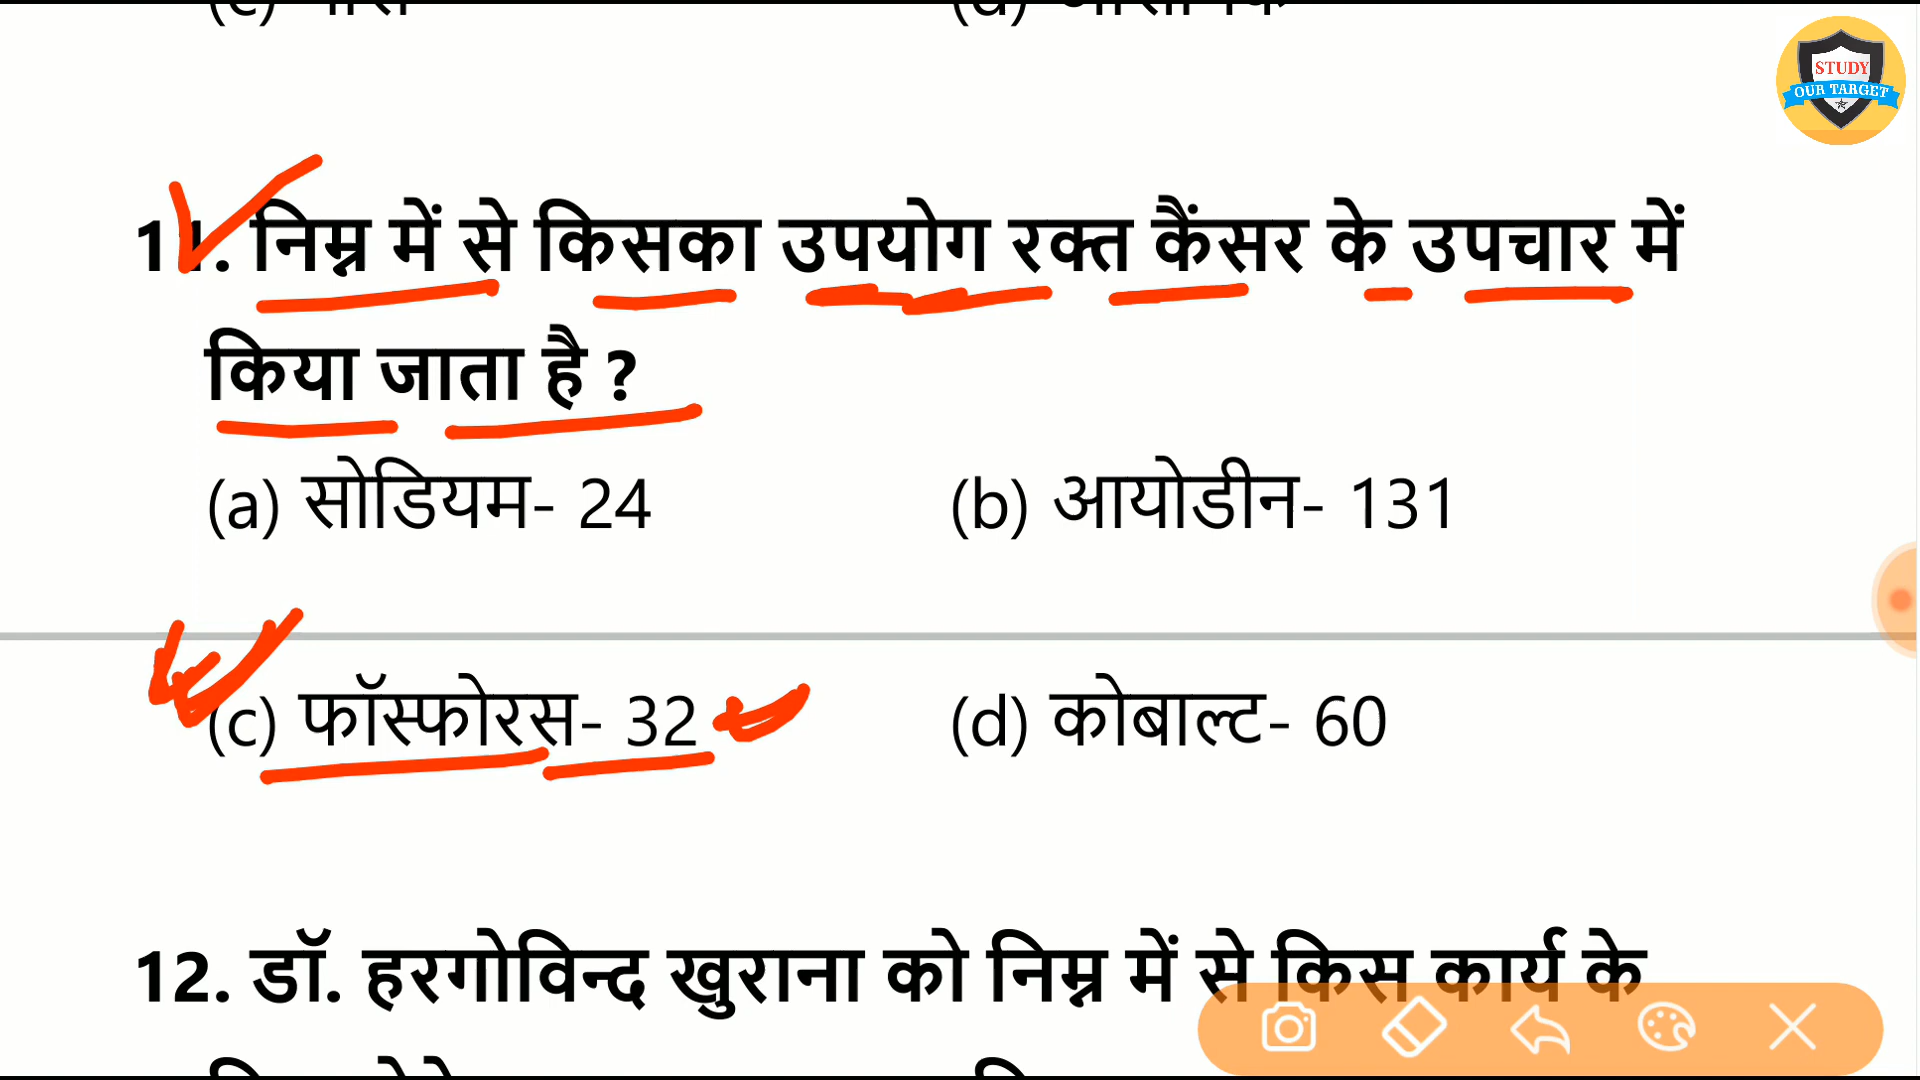 STUDY
OUR TARGET
11. निम्न में से किसका उपयोग रक्त कैंसर के उपचार में
किया जाता है ?
(a) सोडियम- 24
(b) आयोडीन- 131
(c) फॉस्फोरस- 32
(d) कोबाल्ट- 60
12. डॉ. हरगोविन्द खुराना को निम्न में से किस कार्य के